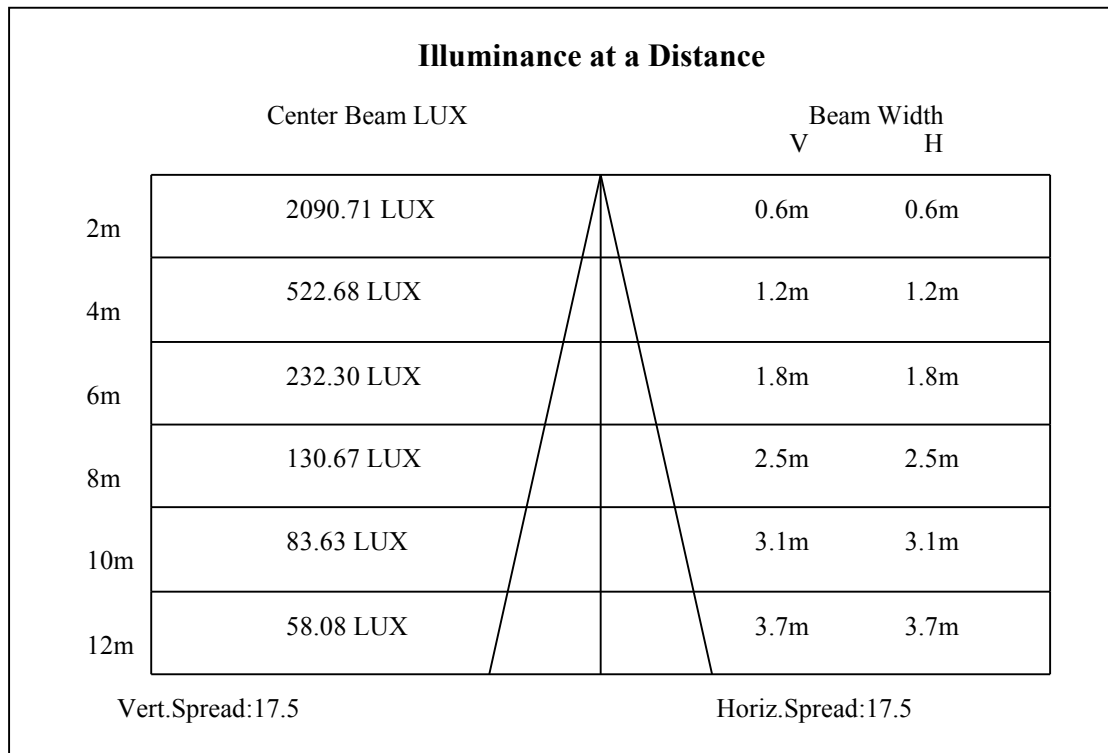 Illuminance at a Distance
Center Beam LUX Beam Width
V H
2m 2090.71 LUX 0.6m 0.6m
4m 522.68 LUX 1.2m 1.2m
6m 232.30 LUX 1.8m 1.8m
8m 130.67 LUX 2.5m 2.5m
10m 83.63 LUX 3.1m 3.1m
12m 58.08 LUX 3.7m 3.7m
Vert.Spread:17.5 Horiz.Spread:17.5